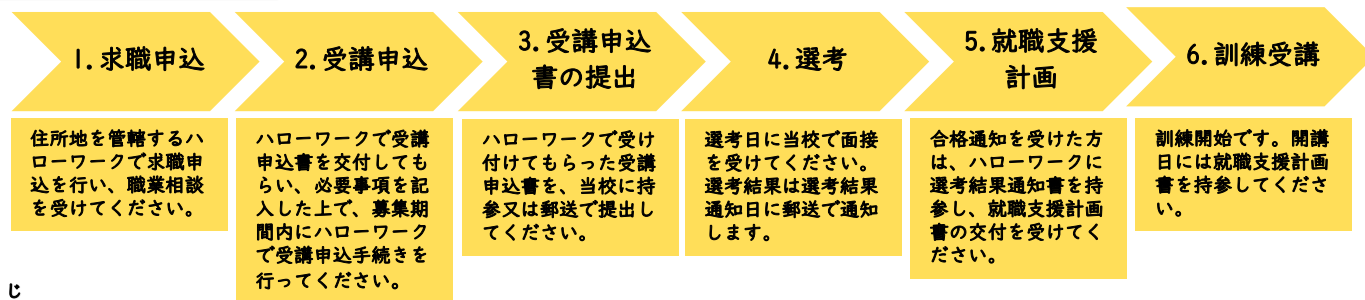 1.求職申込
住所地を管轄するハ
ローワークで求職申
込を行い、職業相談
を受けてください。
2.受講申込
ハローワークで受講
申込書を交付しても
らい、必要事項を記
入した上で、募集期
間内にハローワーク
で受講申込手続きを
行ってください。
3.受講申込
書の提出
ハローワークで受け
付けてもらった受講
申込書を、当校に持
参又は郵送で提出し
てください。
4.選考
選考日に当校で面接
を受けてください。
選考結果は選考結果
通知日に郵送で通知
します。
5.就職支援
計画
合格通知を受けた方
は、ハローワークに
選考結果通知書を持
参し、就職支援計画
書の交付を受けてく
ださい。
6.訓練受講
訓練開始です。開講
日には就職支援計画
書を持参してくださ
い。
じ